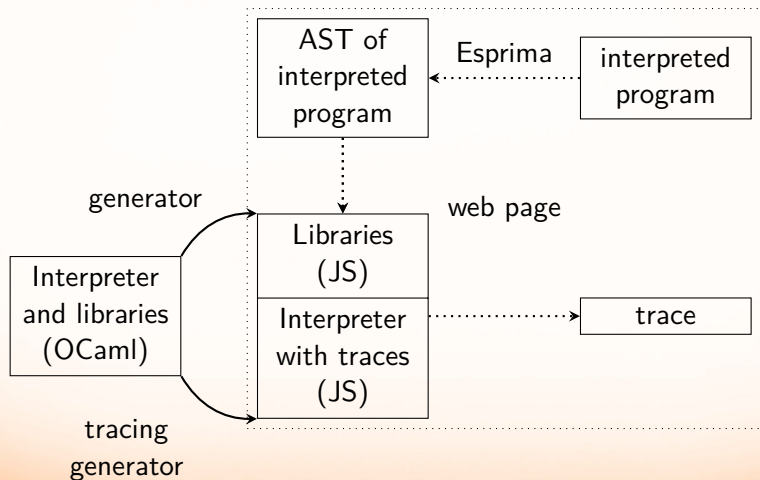 AST of
interpreted
program
Esprima
interpreted
program
generator
web page
Libraries
(JS)
Interpreter
and libraries
(OCaml)
Interpreter
with traces
(JS)
trace
tracing
generator